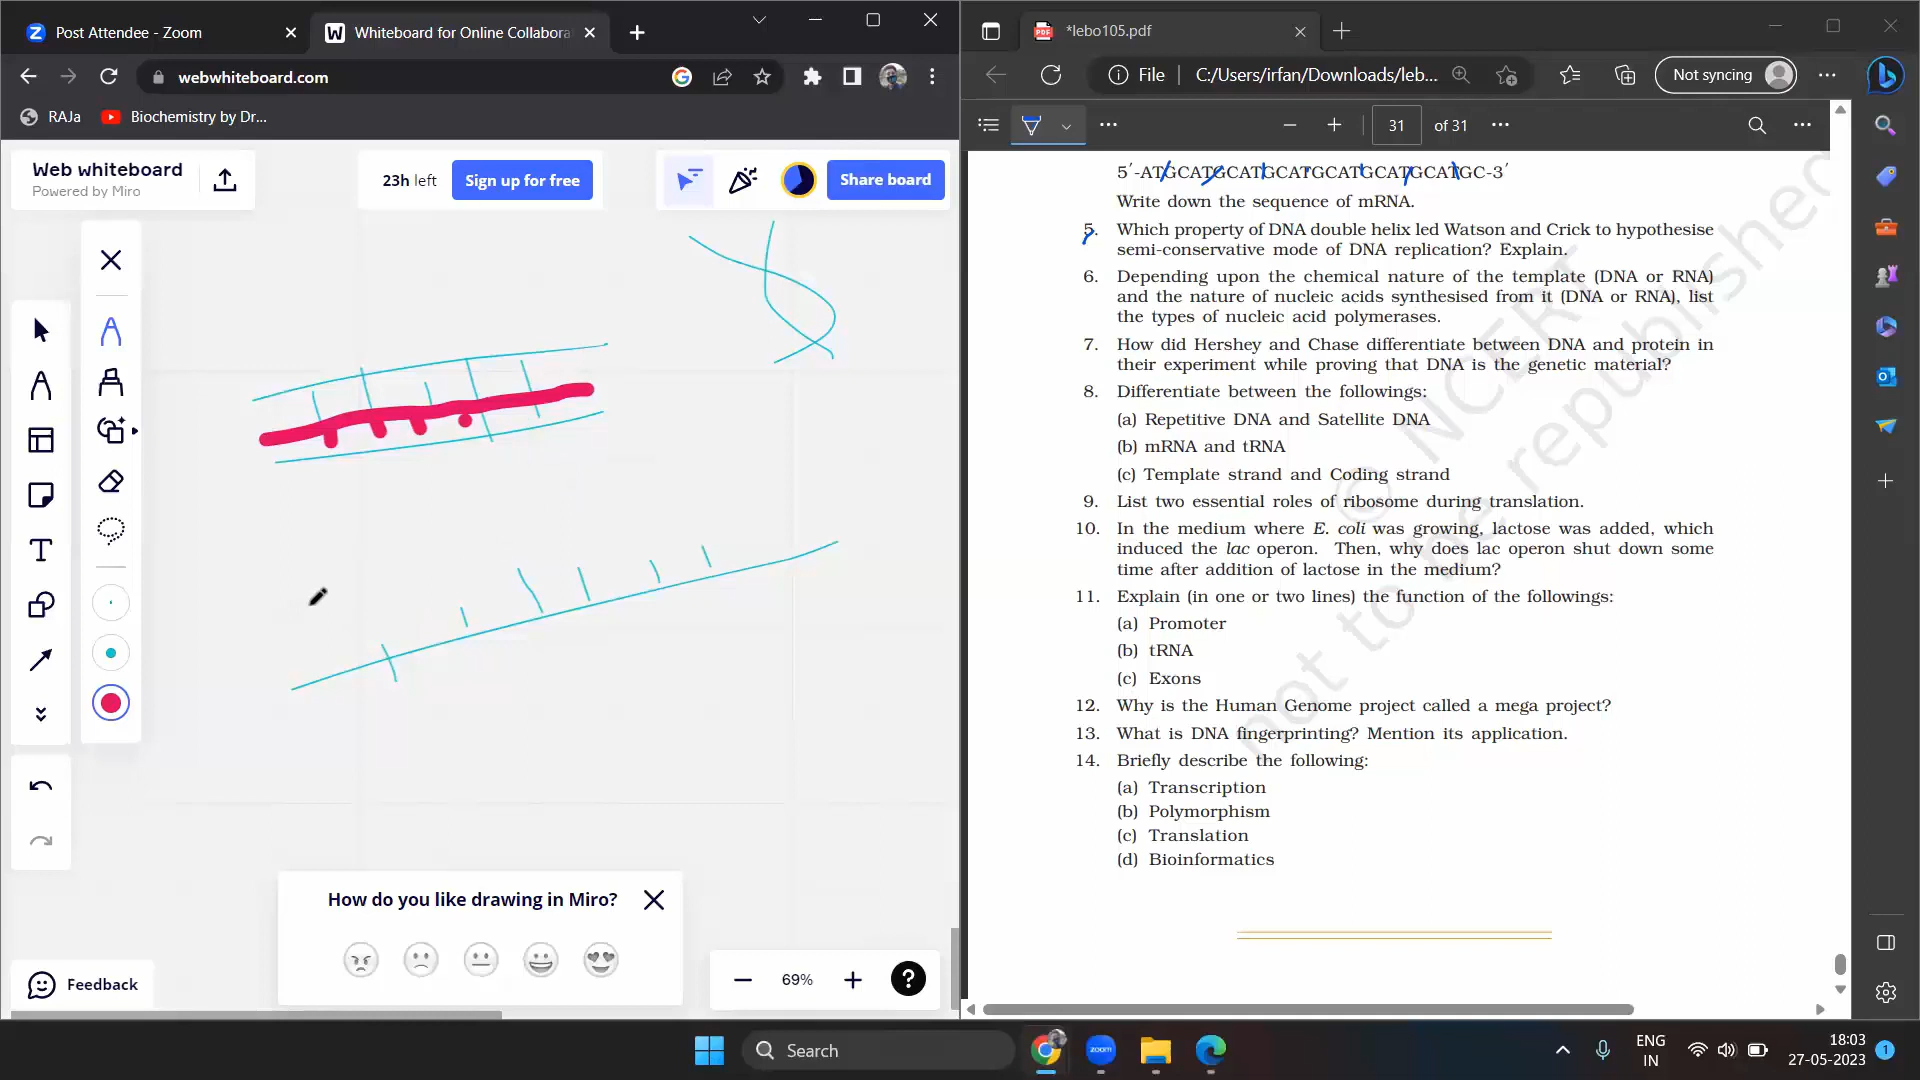 Post Attendee - Zoom
Whiteboard for Online Collabora
webwhiteboard.com
RAJa
Biochemistry by Dr...
Web whiteboard
Powered by Miro
23h left
Sign up for free
Share board
How do you like drawing in Miro?
Feedback
69%
?
*lebo105.pdf
File
C:/Users/irfan/Downloads/leb...
Not syncing
31
of 31
5′-ATGCATGCATGCATGCATGCATGCATGC-3′
Write down the sequence of mRNA.
5. Which property of DNA double helix led Watson and Crick to hypothesise
semi-conservative mode of DNA replication? Explain.
6. Depending upon the chemical nature of the template (DNA or RNA)
and the nature of nucleic acids synthesised from it (DNA or RNA), list
the types of nucleic acid polymerases.
7. How did Hershey and Chase differentiate between DNA and protein in
their experiment while proving that DNA is the genetic material?
8. Differentiate between the followings:
(a) Repetitive DNA and Satellite DNA
(b) mRNA and tRNA
(c) Template strand and Coding strand
9. List two essential roles of ribosome during translation.
10. In the medium where E. coli was growing, lactose was added, which
induced the lac operon. Then, why does lac operon shut down some
time after addition of lactose in the medium?
11. Explain (in one or two lines) the function of the followings:
(a) Promoter
(b) tRNA
(c) Exons
12. Why is the Human Genome project called a mega project?
13. What is DNA fingerprinting? Mention its application.
14. Briefly describe the following:
(a) Transcription
(b) Polymorphism
(c) Translation
(d) Bioinformatics
© NCERT
not to be republished
Search
zoom
ENG
IN
18:03
27-05-2023
1